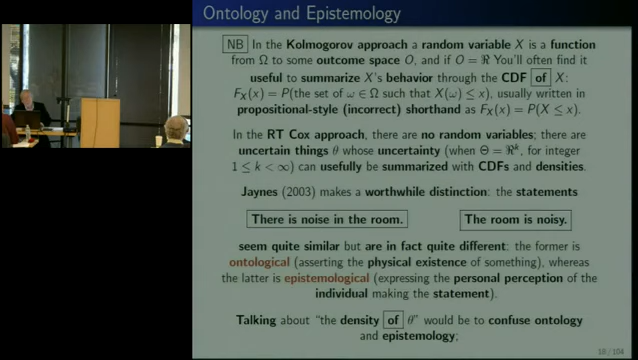 Ontology and Epistemology
NB In the Kolmogorov approach a random variable X is a function
from Ω to some outcome space O, and if O = ℜ You'll often find it
useful to summarize X's behavior through the CDF of X:
F_X(x) = P(the set of ω ∈ Ω such that X(ω) ≤ x), usually written in
propositional-style (incorrect) shorthand as F_X(x) = P(X ≤ x).
In the RT Cox approach, there are no random variables; there are
uncertain things θ whose uncertainty (when Θ = ℜ^k, for integer
1 ≤ k < ∞) can usefully be summarized with CDFs and densities.
Jaynes (2003) makes a worthwhile distinction: the statements
There is noise in the room. The room is noisy.
seem quite similar but are in fact quite different: the former is
ontological (asserting the physical existence of something), whereas
the latter is epistemological (expressing the personal perception of the
individual making the statement).
Talking about "the density of θ" would be to confuse ontology
and epistemology;
18 / 104